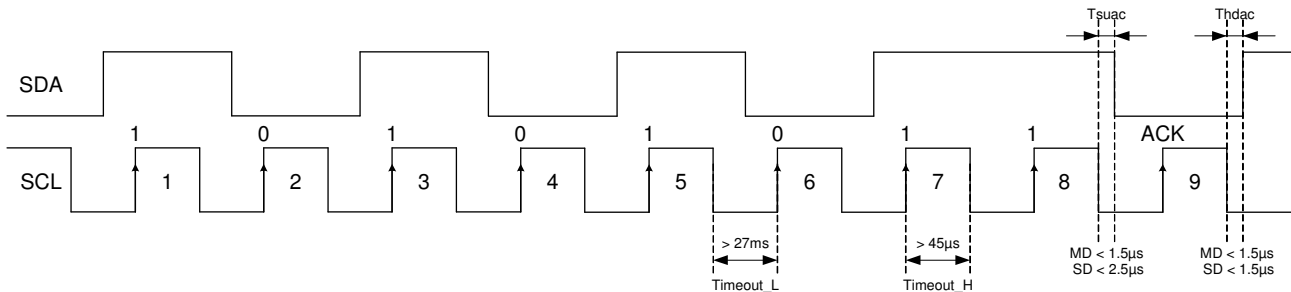 Tsuac Thdac
SDA
1 0 1 0 1 0 1 1 ACK
SCL 1 2 3 4 5 6 7 8 9
> 27ms > 45µs MD < 1.5µs MD < 1.5µs
SD < 2.5µs SD < 1.5µs
Timeout_L Timeout_H